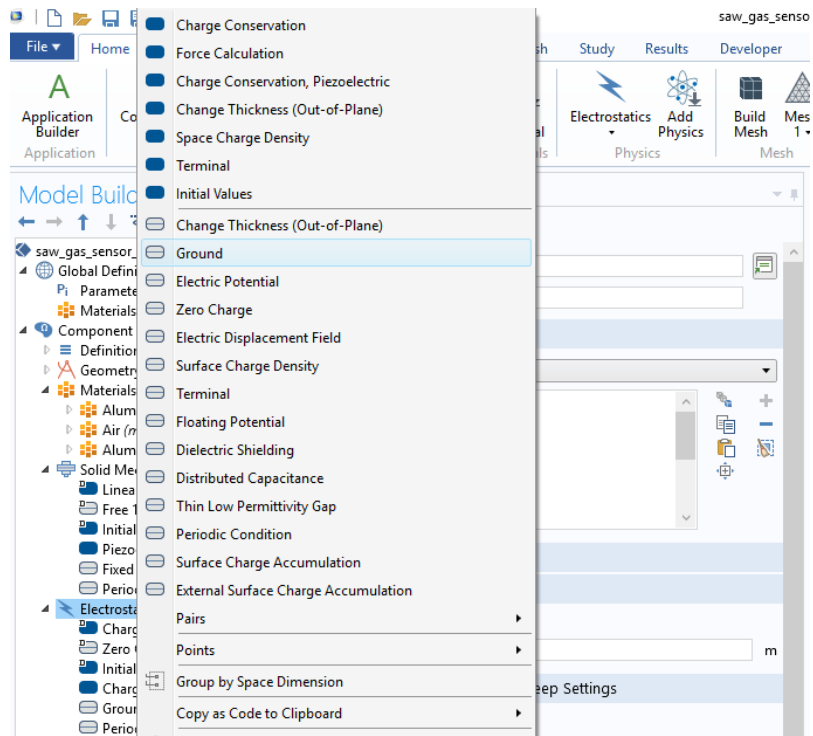 saw_gas_senso
File
Home
sh
Study
Results
Developer
Application
Builder
Co
al
Electrostatics
Add
Physics
Build
Mesh
Mes
1
Application
ls
Physics
Mesh
Model Builc
saw_gas_sensor_
Global Defini
Pi Paramete
Materials
Component
Definitior
Geometr
Materials
Alum
Air (m
Alum
Solid Me
Linea
Free 1
Initial
Piezo
Fixed
Perio
Electrosta
Charg
Zero
Initial
Charg
Groun
Perio
Charge Conservation
Force Calculation
Charge Conservation, Piezoelectric
Change Thickness (Out-of-Plane)
Space Charge Density
Terminal
Initial Values
Change Thickness (Out-of-Plane)
Ground
Electric Potential
Zero Charge
Electric Displacement Field
Surface Charge Density
Terminal
Floating Potential
Dielectric Shielding
Distributed Capacitance
Thin Low Permittivity Gap
Periodic Condition
Surface Charge Accumulation
External Surface Charge Accumulation
Pairs
Points
Group by Space Dimension
Copy as Code to Clipboard
m
eep Settings